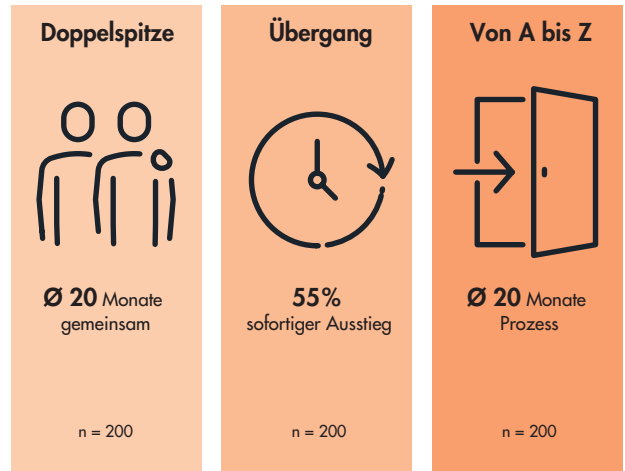 Doppelspitze
Ø 20 Monate
gemeinsam
n = 200
Übergang
55%
sofortiger Ausstieg
n = 200
Von A bis Z
Ø 20 Monate
Prozess
n = 200